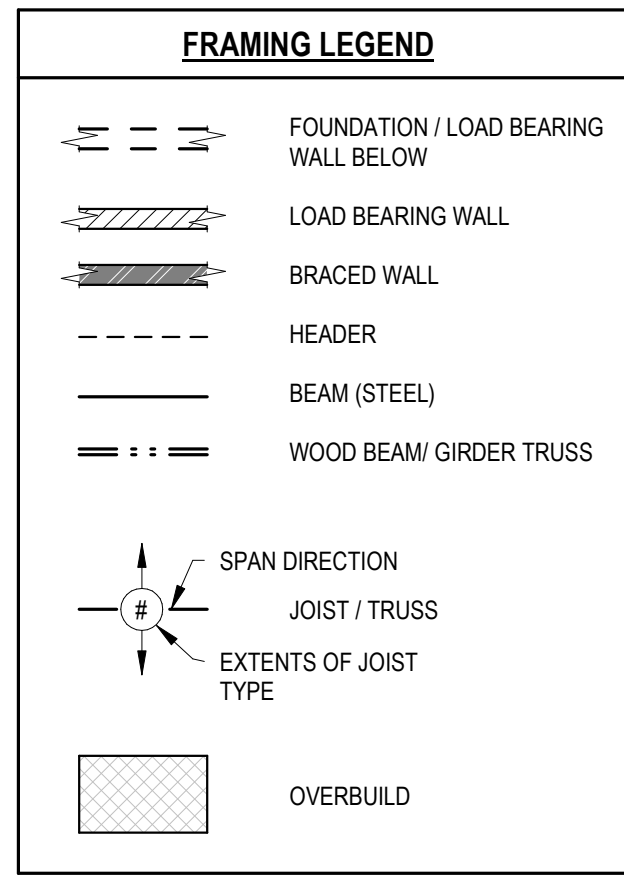 FRAMING LEGEND
FOUNDATION / LOAD BEARING
WALL BELOW
LOAD BEARING WALL
BRACED WALL
HEADER
BEAM (STEEL)
WOOD BEAM/ GIRDER TRUSS
SPAN DIRECTION
#
JOIST / TRUSS
EXTENTS OF JOIST
TYPE
OVERBUILD